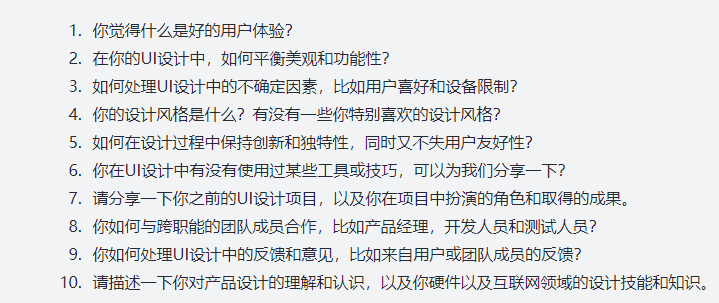 1. 你觉得什么是好的用户体验？
2. 在你的UI设计中，如何平衡美观和功能性？
3. 如何处理UI设计中的不确定因素，比如用户喜好和设备限制？
4. 你的设计风格是什么？有没有一些你特别喜欢的设计风格？
5. 如何在设计过程中保持创新和独特性，同时又不失用户友好性？
6. 你在UI设计中有没有使用过某些工具或技巧，可以为我们分享一下？
7. 请分享一下你之前的UI设计项目，以及你在项目中扮演的角色和取得的成果。
8. 你如何与跨职能的团队成员合作，比如产品经理，开发人员和测试人员？
9. 你如何处理UI设计中的反馈和意见，比如来自用户或团队成员的反馈？
10. 请描述一下你对产品设计的理解和认识，以及你硬件以及互联网领域的设计技能和知识。